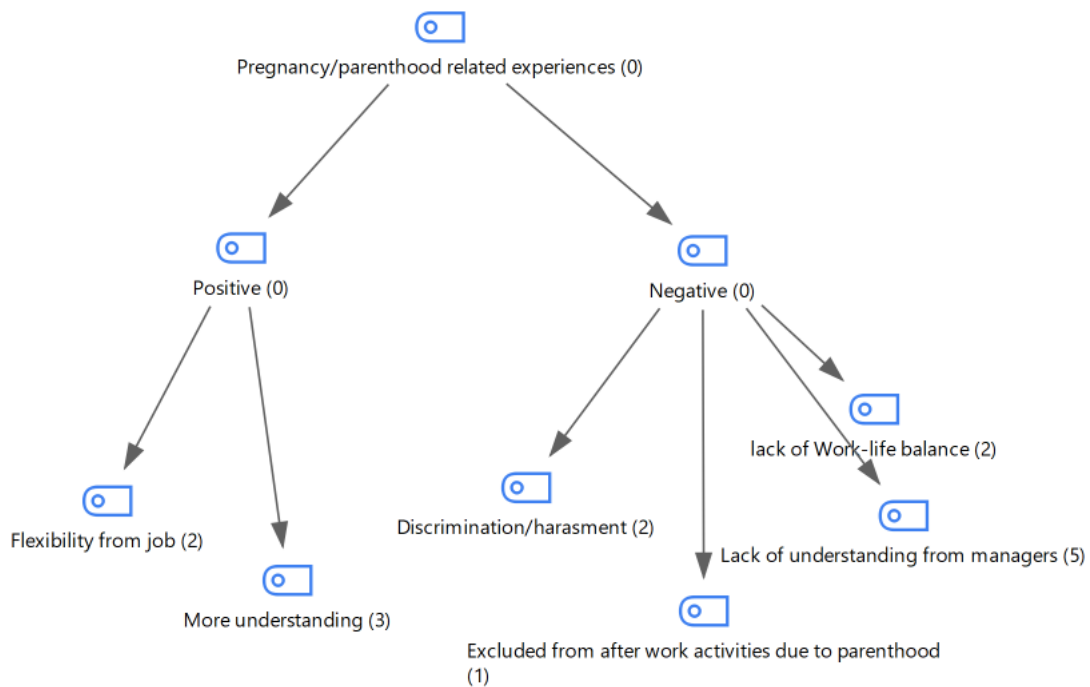 Pregnancy/parenthood related experiences (0)
Positive (0)
Negative (0)
lack of Work-life balance (2)
Flexibility from job (2)
Discrimination/harasment (2)
Lack of understanding from managers (5)
More understanding (3)
Excluded from after work activities due to parenthood
(1)